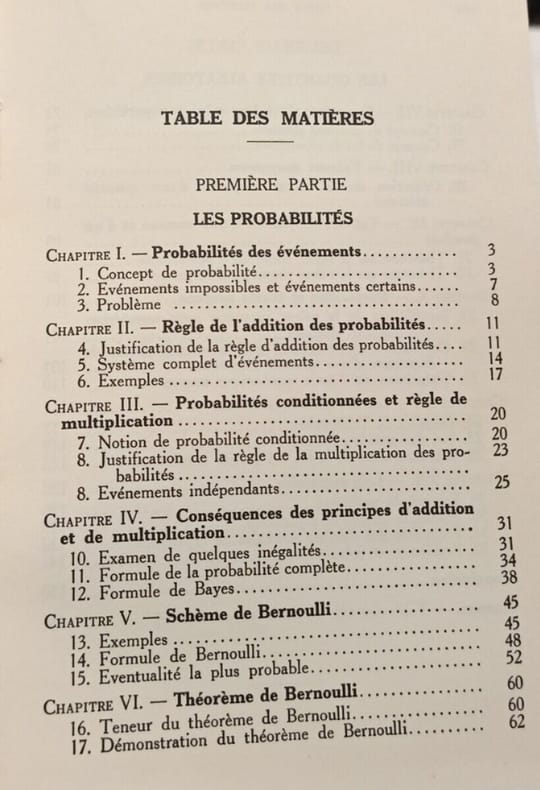 TABLE DES MATIÈRES
PREMIÈRE PARTIE
LES PROBABILITÉS
CHAPITRE I. — Probabilités des événements............. 3
1. Concept de probabilité.......................... 3
2. Evénements impossibles et événements certains...... 7
3. Problème .................................... 8
CHAPITRE II. — Règle de l'addition des probabilités..... 11
4. Justification de la règle d'addition des probabilités.... 11
5. Système complet d'événements.................... 14
6. Exemples ..................................... 17
CHAPITRE III. — Probabilités conditionnées et règle de
multiplication ..................................... 20
7. Notion de probabilité conditionnée................. 20
8. Justification de la règle de la multiplication des pro- 23
babilités .....................................
8. Evénements indépendants......................... 25
CHAPITRE IV. — Conséquences des principes d'addition
et de multiplication................................ 31
10. Examen de quelques inégalités.................... 31
11. Formule de la probabilité complète................. 34
12. Formule de Bayes............................... 38
CHAPITRE V. — Schème de Bernoulli.................... 45
13. Exemples ..................................... 45
14. Formule de Bernoulli............................ 48
15. Eventualité la plus probable...................... 52
CHAPITRE VI. — Théorème de Bernoulli................. 60
16. Teneur du théorème de Bernoulli.................. 60
17. Démonstration du théorème de Bernoulli........... 62